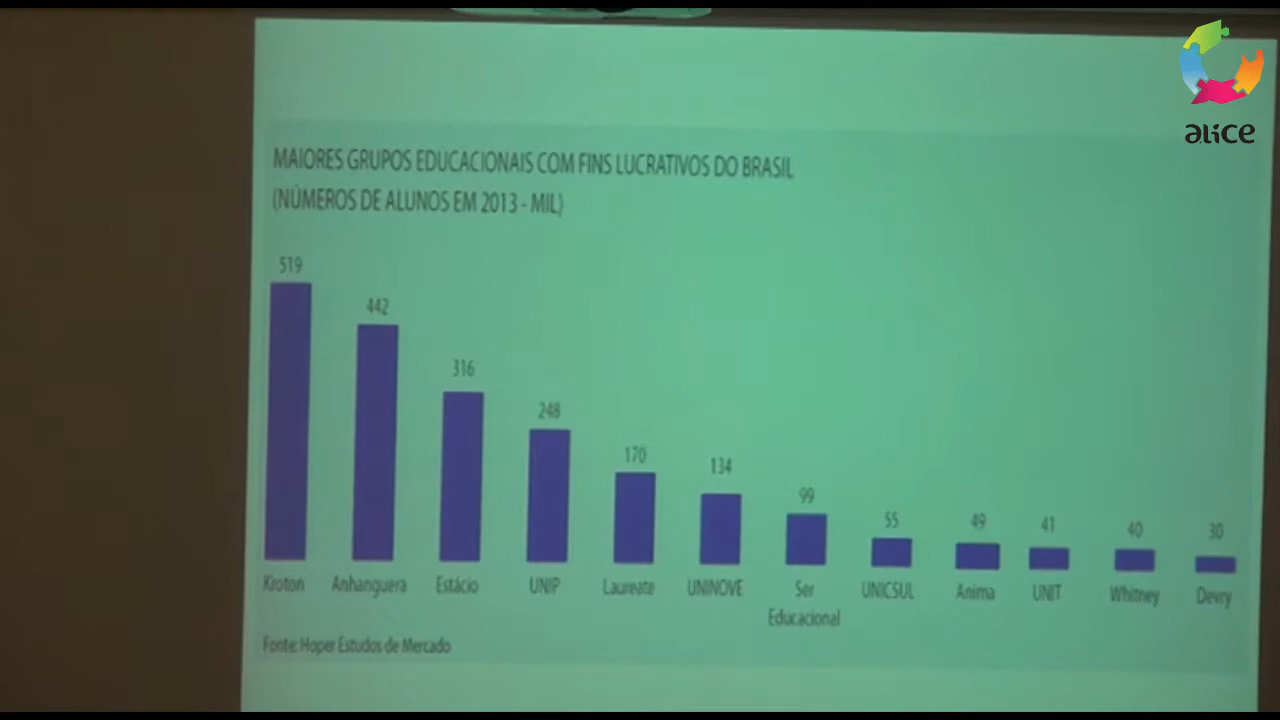 alice
MAIORES GRUPOS EDUCACIONAIS COM FINS LUCRATIVOS DO BRASIL
(NÚMEROS DE ALUNOS EM 2013 - MIL)
519
442
316
248
170
134
99
55
49
41
40
30
Kroton
Anhanguera
Estácio
UNIP
Laureate
UNINOVE
Ser
Educacional
UNICSUL
Anima
UNIT
Whitney
Devry
Fonte: Hoper Estudos de Mercado